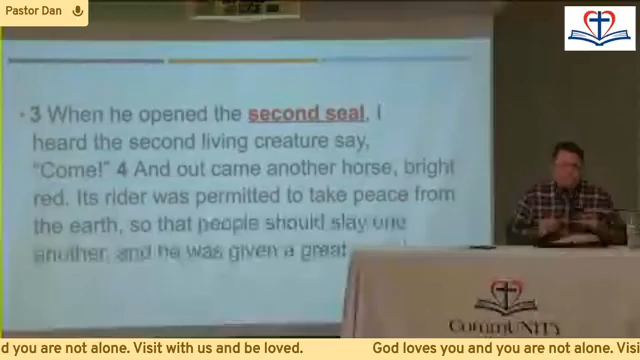 Pastor Dan
• 3 When he opened the second seal, I
heard the second living creature say,
"Come!" 4 And out came another horse, bright
red. Its rider was permitted to take peace from
the earth, so that people should slay one
another, and he was given a great
CommUNITY
d you are not alone. Visit with us and be loved.
God loves you and you are not alone. Visi